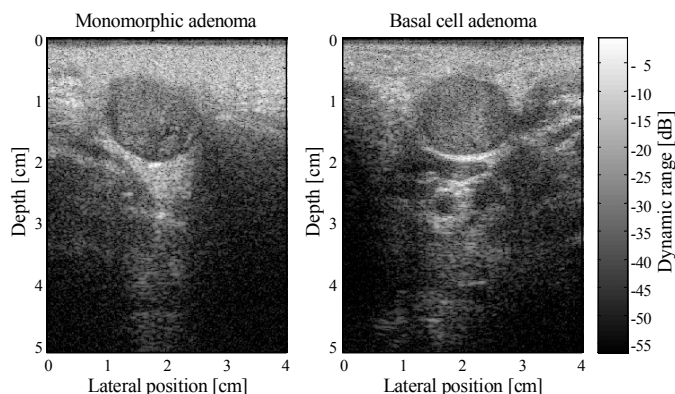 Monomorphic adenoma
Basal cell adenoma
0
1
2
3
4
5
Depth [cm]
0 1 2 3 4
Lateral position [cm]
0
1
2
3
4
5
Depth [cm]
0 1 2 3 4
Lateral position [cm]
- 5
-10
-15
-20
-25
-30
-35
-40
-45
-50
-55
Dynamic range [dB]